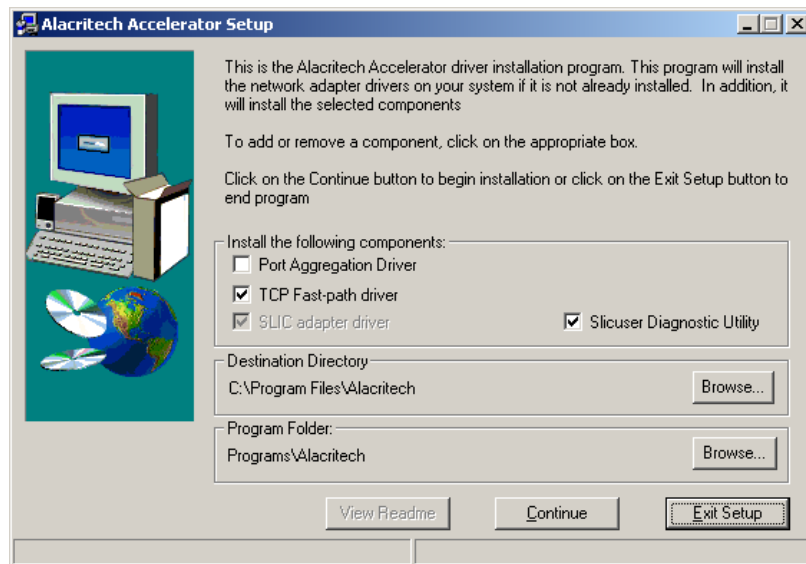 Alacritech Accelerator Setup
This is the Alacritech Accelerator driver installation program. This program will install
the network adapter drivers on your system if it is not already installed. In addition, it
will install the selected components
To add or remove a component, click on the appropriate box.
Click on the Continue button to begin installation or click on the Exit Setup button to
end program
Install the following components:
Port Aggregation Driver
TCP Fast-path driver
SLIC adapter driver
Slicuser Diagnostic Utility
Destination Directory
C:\Program Files\Alacritech
Browse...
Program Folder:
Programs\Alacritech
Browse...
View Readme
Continue
Exit Setup